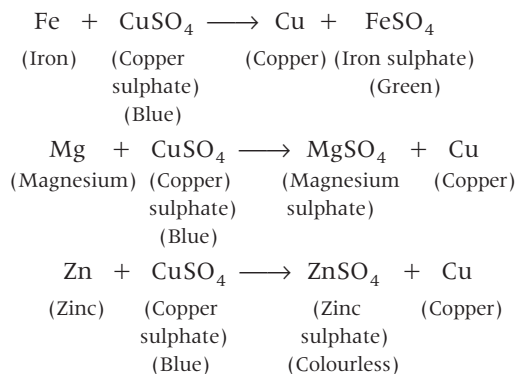 Fe + CuSO₄ ⟶ Cu + FeSO₄
(Iron) (Copper (Copper) (Iron sulphate)
sulphate) (Green)
(Blue)
Mg + CuSO₄ ⟶ MgSO₄ + Cu
(Magnesium) (Copper) (Magnesium (Copper)
sulphate) sulphate)
(Blue)
Zn + CuSO₄ ⟶ ZnSO₄ + Cu
(Zinc) (Copper (Zinc (Copper)
sulphate) sulphate)
(Blue) (Colourless)